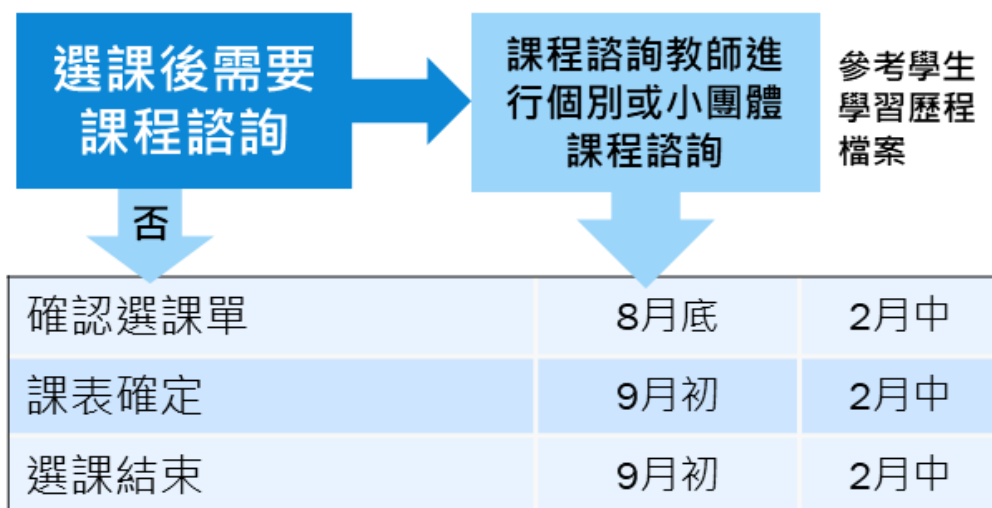 選課後需要
課程諮詢
課程諮詢教師進
行個別或小團體
課程諮詢
參考學生
學習歷程
檔案
否
確認選課單 8月底 2月中
課表確定 9月初 2月中
選課結束 9月初 2月中